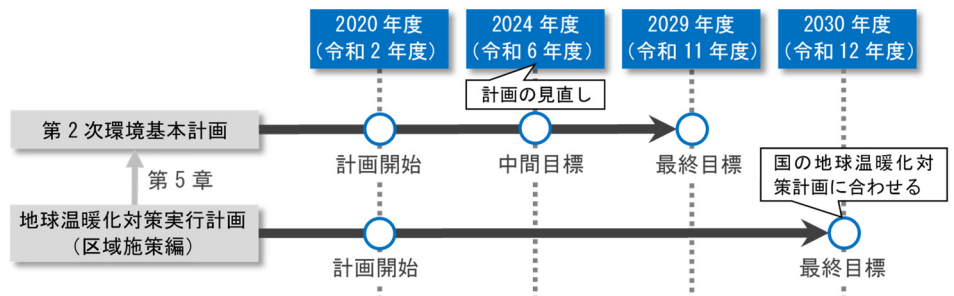 2020 年度
（令和 2 年度）
2024 年度
（令和 6 年度）
2029 年度
（令和 11 年度）
2030 年度
（令和 12 年度）
計画の見直し
第 2 次環境基本計画
計画開始
中間目標
最終目標
国の地球温暖化対
策計画に合わせる
第 5 章
地球温暖化対策実行計画
（区域施策編）
計画開始
最終目標